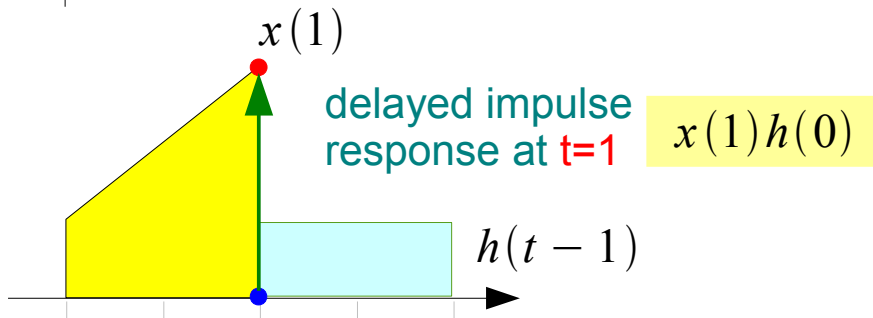 x(1)
delayed impulse
response at t=1
x(1)h(0)
h(t − 1)